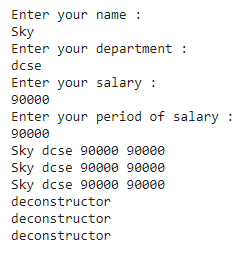 Enter your name :
Sky
Enter your department :
dcse
Enter your salary :
90000
Enter your period of salary :
90000
Sky dcse 90000 90000
Sky dcse 90000 90000
Sky dcse 90000 90000
deconstructor
deconstructor
deconstructor